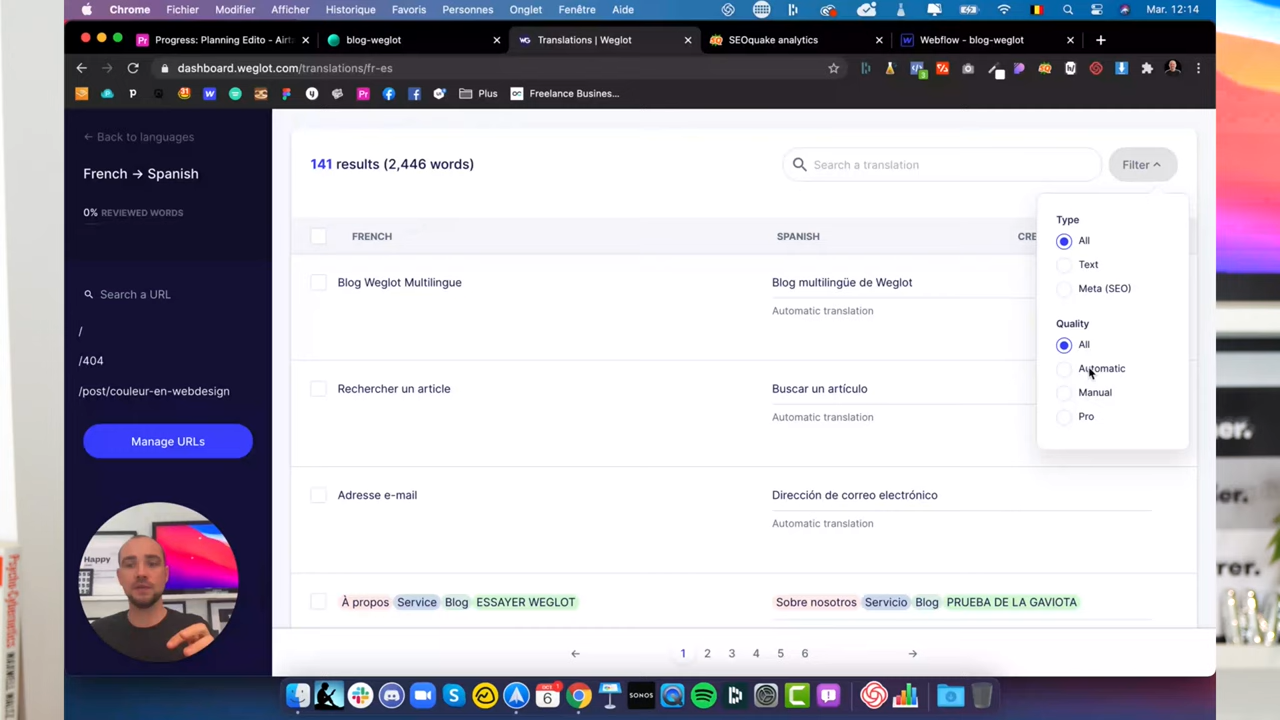 Chrome Fichier Modifier Afficher Historique Favoris Personnes Onglet Fenêtre Aide Mar. 12:14
Progress: Planning Edito - Airt
blog-weglot
Translations | Weglot
SEOquake analytics
Webflow - blog-weglot
dashboard.weglot.com/translations/fr-es
Plus
Freelance Busines...
← Back to languages
French → Spanish
0% REVIEWED WORDS
Search a URL
/
/404
/post/couleur-en-webdesign
Manage URLs
141 results (2,446 words)
Search a translation
Filter
Type
All
Text
Meta (SEO)
Quality
All
Automatic
Manual
Pro
FRENCH SPANISH CRE
Blog Weglot Multilingue
Blog multilingüe de Weglot
Automatic translation
Rechercher un article
Buscar un artículo
Automatic translation
Adresse e-mail
Dirección de correo electrónico
Automatic translation
À propos Service Blog ESSAYER WEGLOT
Sobre nosotros Servicio Blog PRUEBA DE LA GAVIOTA
← 1 2 3 4 5 6 →
Happy
6
SONOS